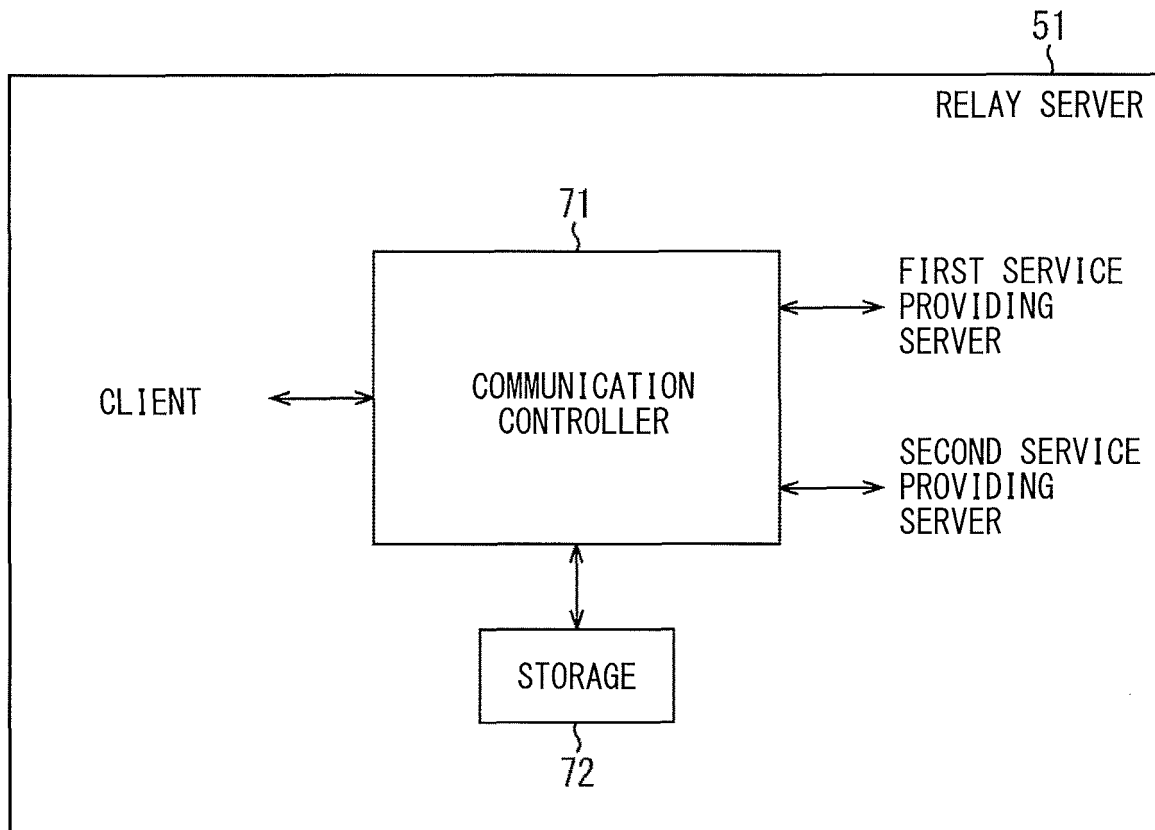 51
RELAY SERVER
71
FIRST SERVICE
PROVIDING
SERVER
CLIENT
COMMUNICATION
CONTROLLER
SECOND SERVICE
PROVIDING
SERVER
STORAGE
72